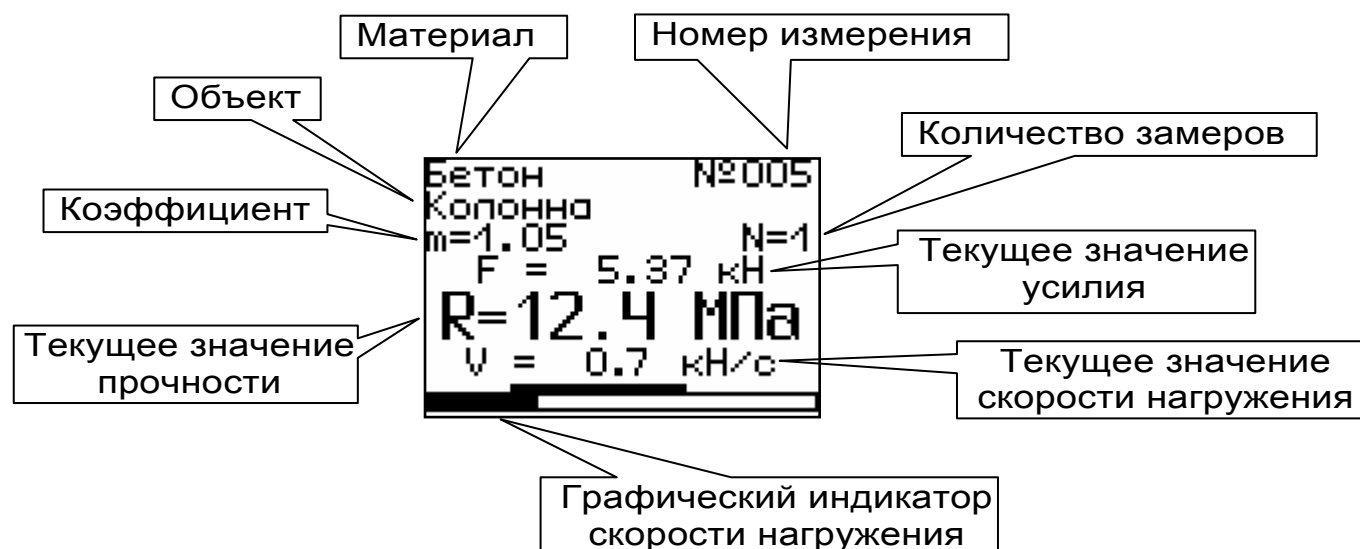 Материал
Номер измерения
Объект
Количество замеров
Бетон №005
Колонна
Коэффициент
m=1.05 N=1
Текущее значение
усилия
F = 5.37 кН
R=12.4 МПа
Текущее значение
прочности
V = 0.7 кН/с
Текущее значение
скорости нагружения
Графический индикатор
скорости нагружения